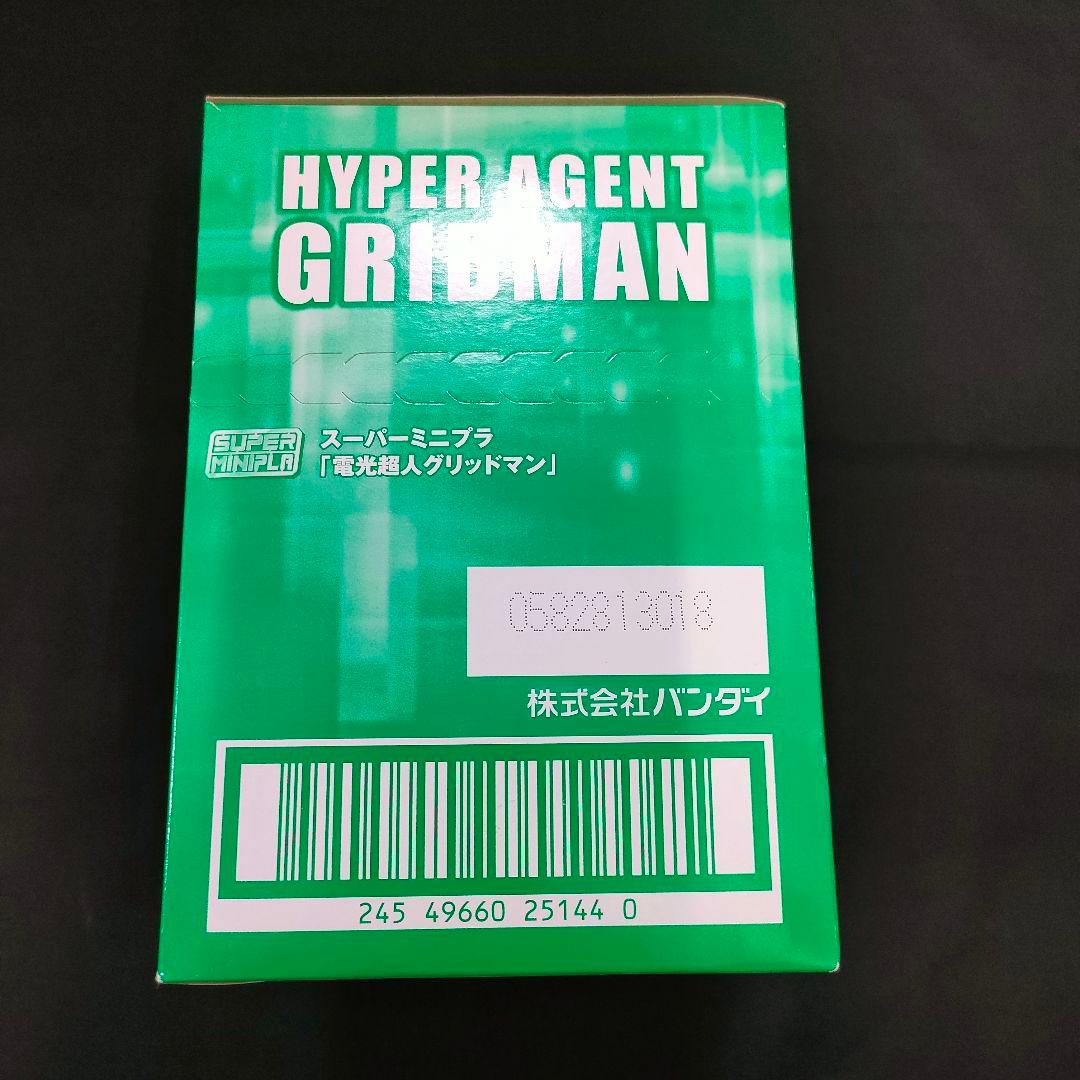 HYPER AGENT
GRIDMAN
SUPER
MINIPLA
スーパーミニプラ
「電光超人グリッドマン」
0582813018
株式会社バンダイ
245 49660 25144 0